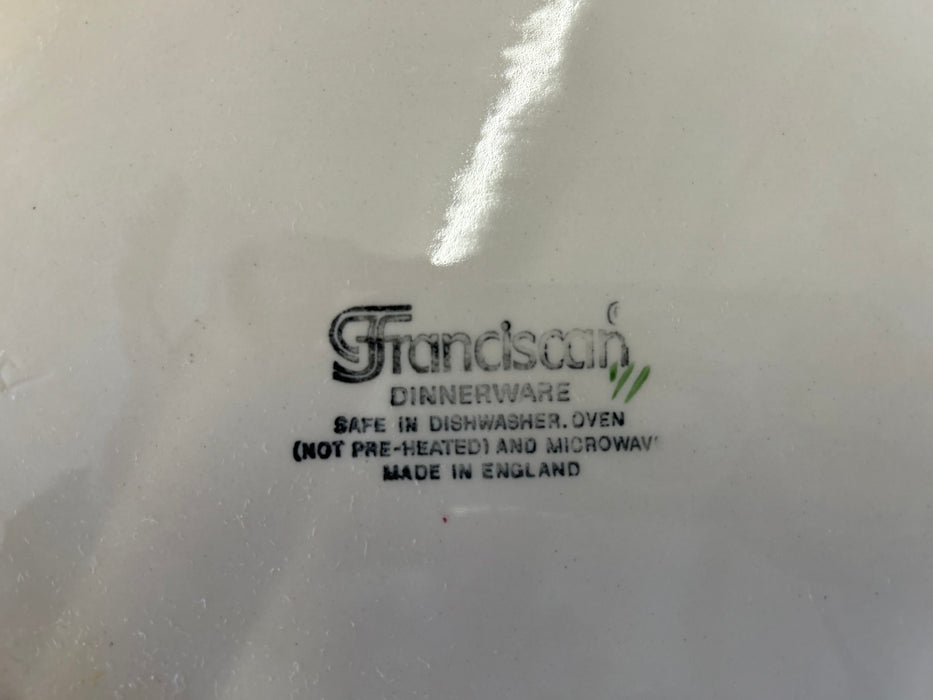 Franciscan
DINNERWARE
SAFE IN DISHWASHER. OVEN
(NOT PRE-HEATED) AND MICROWAV
MADE IN ENGLAND